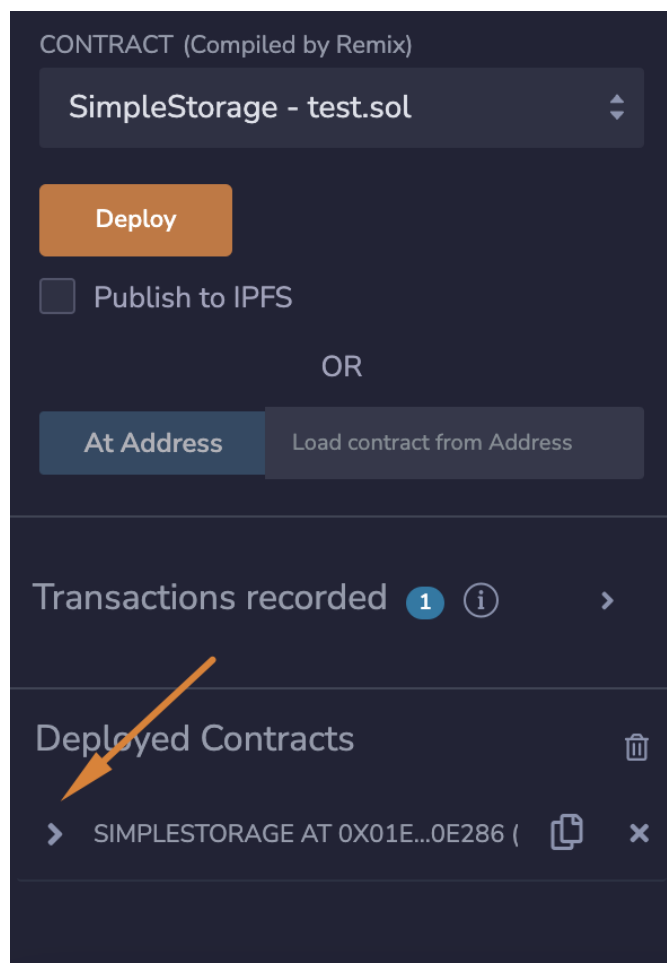 CONTRACT (Compiled by Remix)
SimpleStorage - test.sol
Deploy
Publish to IPFS
OR
At Address Load contract from Address
Transactions recorded 1 i
Deployed Contracts
SIMPLESTORAGE AT 0X01E...0E286 (